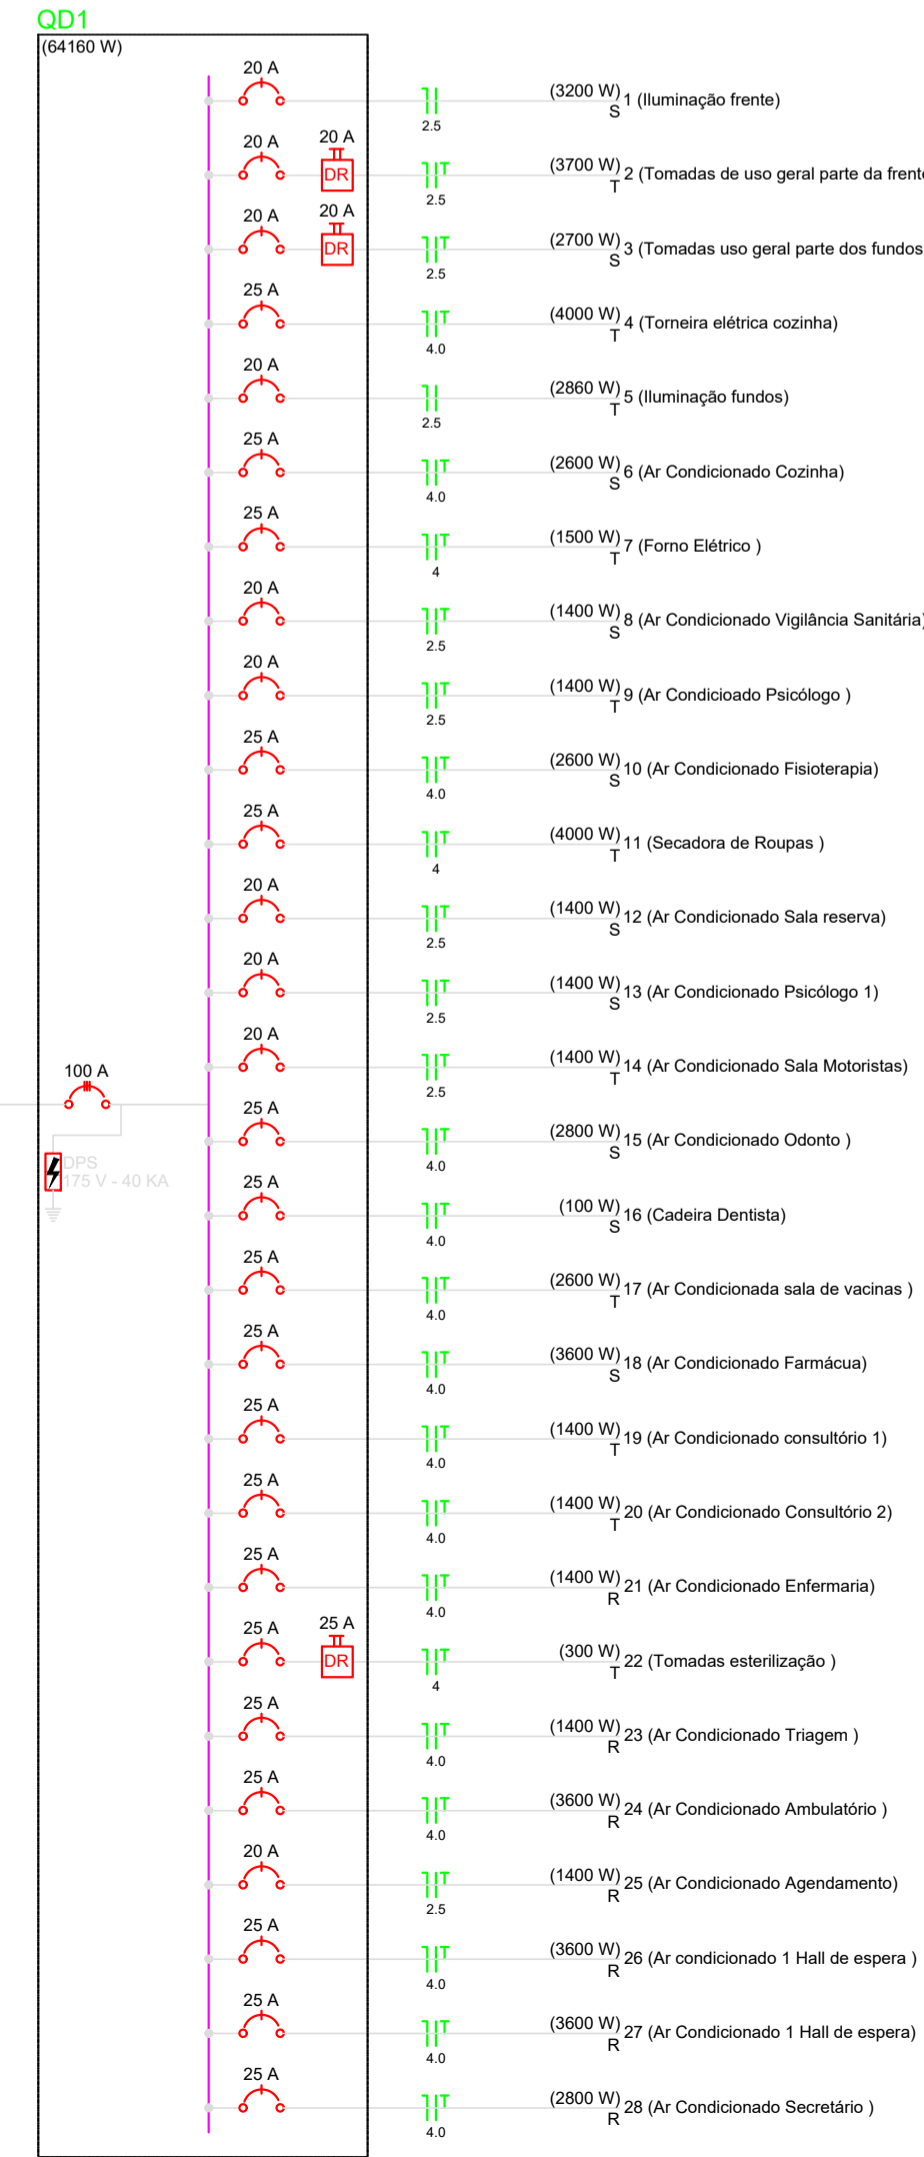 QD1
(64160 W)
20 A
(3200 W) 1 (Iluminação frente)
S
2.5
20 A
20 A
DR
(3700 W) 2 (Tomadas de uso geral parte da frente
T
2.5
20 A
20 A
DR
(2700 W) 3 (Tomadas uso geral parte dos fundos
S
2.5
25 A
(4000 W) 4 (Torneira elétrica cozinha)
T
4.0
20 A
(2860 W) 5 (Iluminação fundos)
T
2.5
25 A
(2600 W) 6 (Ar Condicionado Cozinha)
S
4.0
25 A
(1500 W) 7 (Forno Elétrico )
T
4
20 A
(1400 W) 8 (Ar Condicionado Vigilância Sanitária)
S
2.5
20 A
(1400 W) 9 (Ar Condicioado Psicólogo )
T
2.5
25 A
(2600 W) 10 (Ar Condicionado Fisioterapia)
S
4.0
25 A
(4000 W) 11 (Secadora de Roupas )
T
4
20 A
(1400 W) 12 (Ar Condicionado Sala reserva)
S
2.5
20 A
(1400 W) 13 (Ar Condicionado Psicólogo 1)
S
2.5
20 A
(1400 W) 14 (Ar Condicionado Sala Motoristas)
T
2.5
100 A
DPS
175 V - 40 KA
25 A
(2800 W) 15 (Ar Condicionado Odonto )
S
4.0
25 A
(100 W) 16 (Cadeira Dentista)
S
4.0
25 A
(2600 W) 17 (Ar Condicionada sala de vacinas )
T
4.0
25 A
(3600 W) 18 (Ar Condicionado Farmácua)
S
4.0
25 A
(1400 W) 19 (Ar Condicionado consultório 1)
T
4.0
25 A
(1400 W) 20 (Ar Condicionado Consultório 2)
T
4.0
25 A
(1400 W) 21 (Ar Condicionado Enfermaria)
R
4.0
25 A
25 A
DR
(300 W) 22 (Tomadas esterilização )
T
4
25 A
(1400 W) 23 (Ar Condicionado Triagem )
R
4.0
25 A
(3600 W) 24 (Ar Condicionado Ambulatório )
R
4.0
20 A
(1400 W) 25 (Ar Condicionado Agendamento)
R
2.5
25 A
(3600 W) 26 (Ar condicionado 1 Hall de espera )
R
4.0
25 A
(3600 W) 27 (Ar Condicionado 1 Hall de espera)
R
4.0
25 A
(2800 W) 28 (Ar Condicionado Secretário )
R
4.0